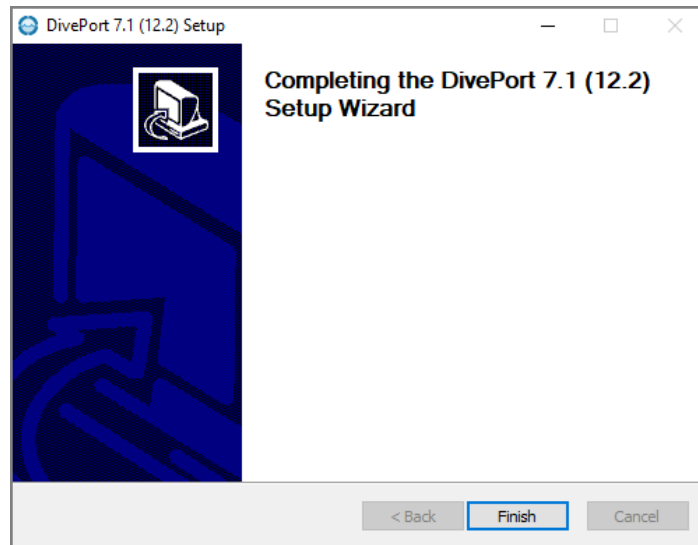 DivePort 7.1 (12.2) Setup
Completing the DivePort 7.1 (12.2)
Setup Wizard
< Back
Finish
Cancel